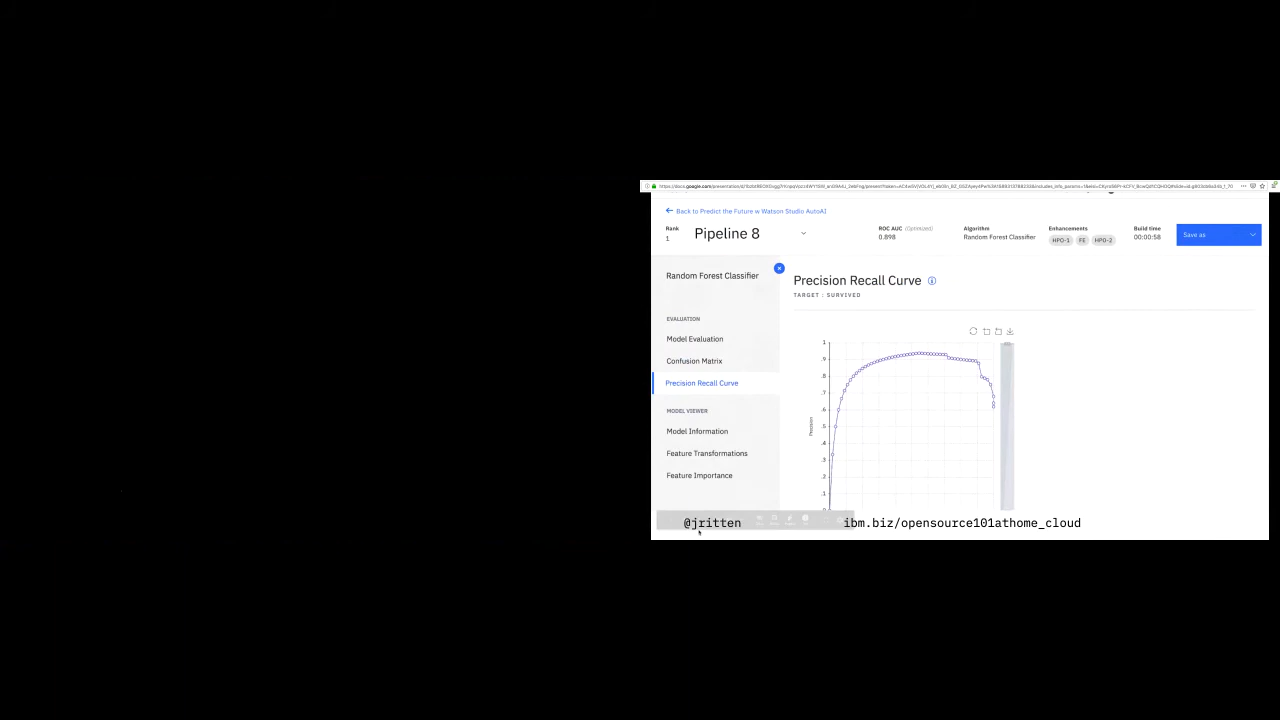 Back to Predict the Future w Watson Studio AutoAI
Rank
1
Pipeline 8
ROC AUC (Optimized)
0.898
Algorithm
Random Forest Classifier
Enhancements
HPO-1 FE HPO-2
Build time
00:00:58
Save as
Random Forest Classifier
EVALUATION
Model Evaluation
Confusion Matrix
Precision Recall Curve
MODEL VIEWER
Model Information
Feature Transformations
Feature Importance
Precision Recall Curve
TARGET : SURVIVED
1
.9
.8
.7
.6
.5
.4
.3
.2
.1
0
Precision
@jritten
ibm.biz/opensource101athome_cloud